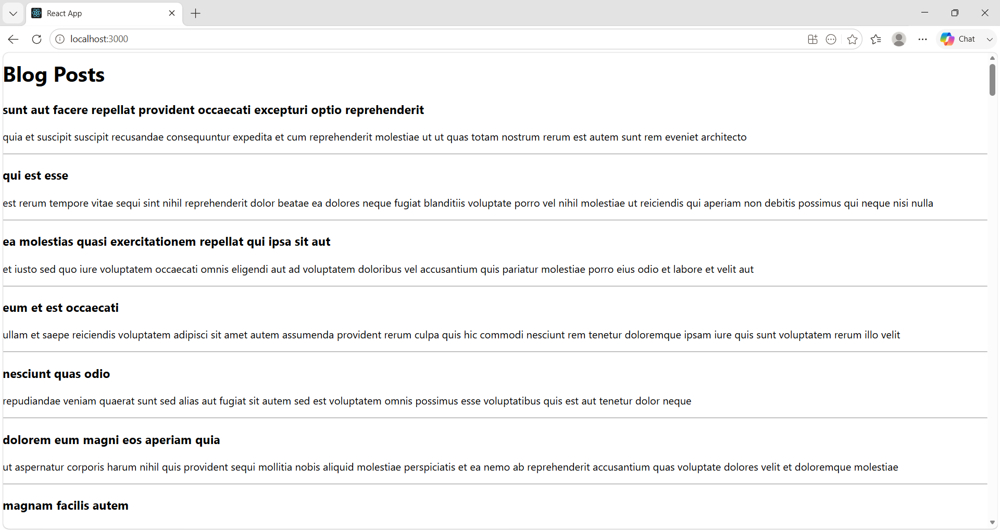 React App
localhost:3000
Chat
Blog Posts
sunt aut facere repellat provident occaecati excepturi optio reprehenderit
quia et suscipit suscipit recusandae consequuntur expedita et cum reprehenderit molestiae ut ut quas totam nostrum rerum est autem sunt rem eveniet architecto
qui est esse
est rerum tempore vitae sequi sint nihil reprehenderit dolor beatae ea dolores neque fugiat blanditiis voluptate porro vel nihil molestiae ut reiciendis qui aperiam non debitis possimus qui neque nisi nulla
ea molestias quasi exercitationem repellat qui ipsa sit aut
et iusto sed quo iure voluptatem occaecati omnis eligendi aut ad voluptatem doloribus vel accusantium quis pariatur molestiae porro eius odio et labore et velit aut
eum et est occaecati
ullam et saepe reiciendis voluptatem adipisci sit amet autem assumenda provident rerum culpa quis hic commodi nesciunt rem tenetur doloremque ipsam iure quis sunt voluptatem rerum illo velit
nesciunt quas odio
repudiandae veniam quaerat sunt sed alias aut fugiat sit autem sed est voluptatem omnis possimus esse voluptatibus quis est aut tenetur dolor neque
dolorem eum magni eos aperiam quia
ut aspernatur corporis harum nihil quis provident sequi mollitia nobis aliquid molestiae perspiciatis et ea nemo ab reprehenderit accusantium quas voluptate dolores velit et doloremque molestiae
magnam facilis autem